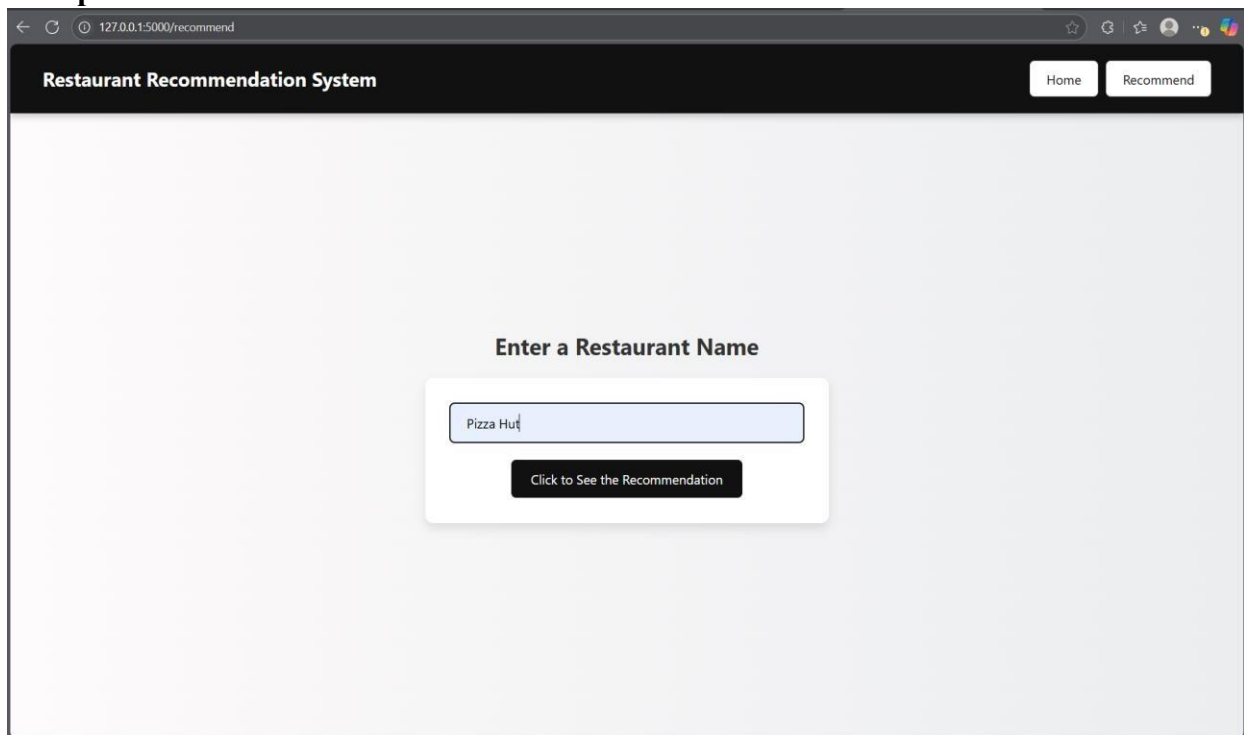 127.0.0.1:5000/recommend
Restaurant Recommendation System
Home Recommend
Enter a Restaurant Name
Pizza Hut
Click to See the Recommendation